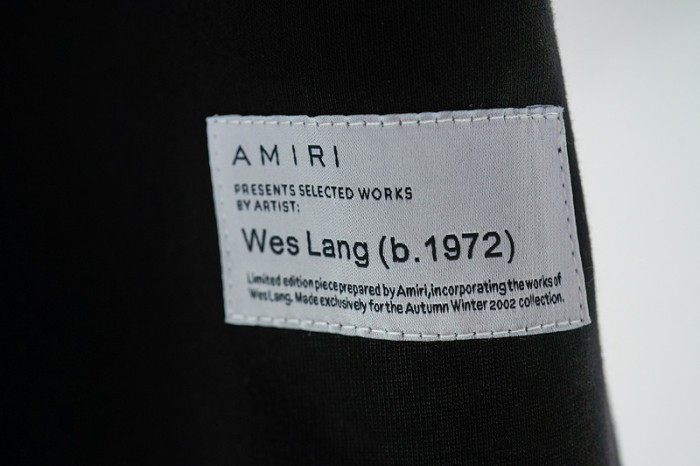 AMIRI
PRESENTS SELECTED WORKS
BY ARTIST:
Wes Lang (b.1972)
Limited edition piece prepared by Amiri, incorporating the works of
Wes Lang. Made exclusively for the Autumn Winter 2002 collection.